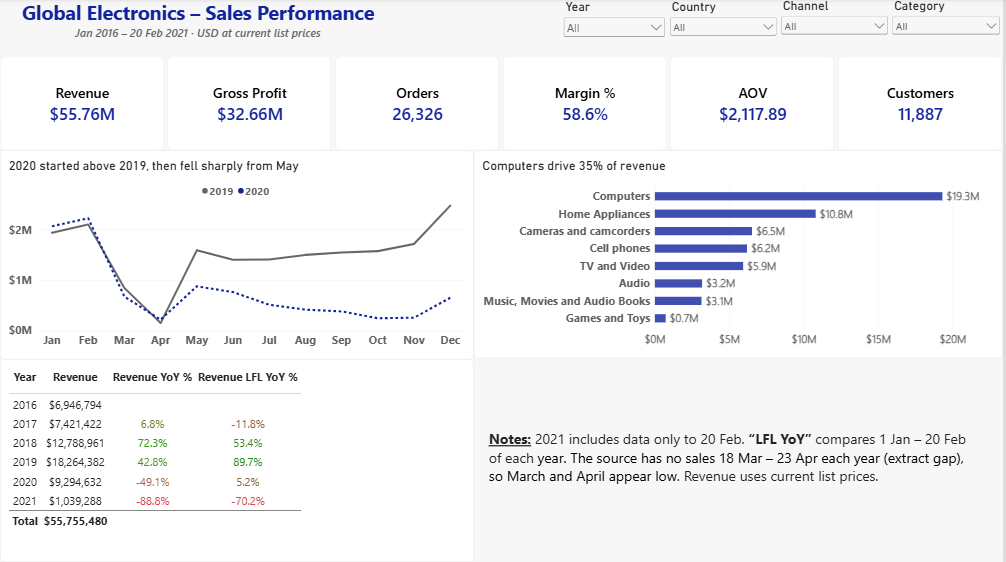 Global Electronics – Sales Performance
Jan 2016 – 20 Feb 2021 · USD at current list prices
Year
All
Country
All
Channel
All
Category
All
Revenue
$55.76M
Gross Profit
$32.66M
Orders
26,326
Margin %
58.6%
AOV
$2,117.89
Customers
11,887
2020 started above 2019, then fell sharply from May
2019 2020
$2M
$1M
$0M
Jan Feb Mar Apr May Jun Jul Aug Sep Oct Nov Dec
Computers drive 35% of revenue
Computers $19.3M
Home Appliances $10.8M
Cameras and camcorders $6.5M
Cell phones $6.2M
TV and Video $5.9M
Audio $3.2M
Music, Movies and Audio Books $3.1M
Games and Toys $0.7M
$0M $5M $10M $15M $20M
Year Revenue Revenue YoY % Revenue LFL YoY %
2016 $6,946,794
2017 $7,421,422 6.8% -11.8%
2018 $12,788,961 72.3% 53.4%
2019 $18,264,382 42.8% 89.7%
2020 $9,294,632 -49.1% 5.2%
2021 $1,039,288 -88.8% -70.2%
Total $55,755,480
Notes: 2021 includes data only to 20 Feb. “LFL YoY” compares 1 Jan – 20 Feb
of each year. The source has no sales 18 Mar – 23 Apr each year (extract gap),
so March and April appear low. Revenue uses current list prices.